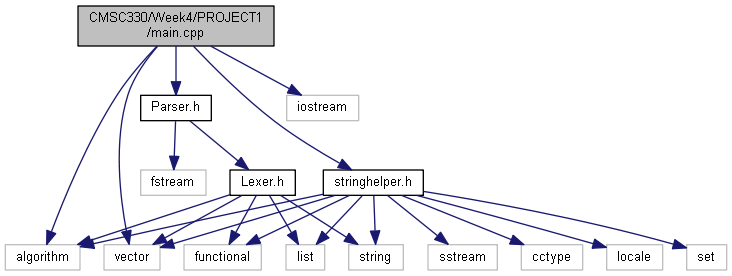 CMSC330/Week4/PROJECT1
/main.cpp
Parser.h
iostream
fstream
Lexer.h
stringhelper.h
algorithm
vector
functional
list
string
sstream
cctype
locale
set